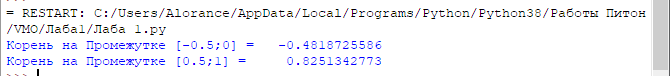 = RESTART: C:/Users/Alorance/AppData/Local/Programs/Python/Python38/Работы Питон
/VMO/Лаба1/Лаба 1.py
Корень на Промежутке [-0.5;0] =   -0.4818725586
Корень на Промежутке [0.5;1] =    0.8251342773
>>>